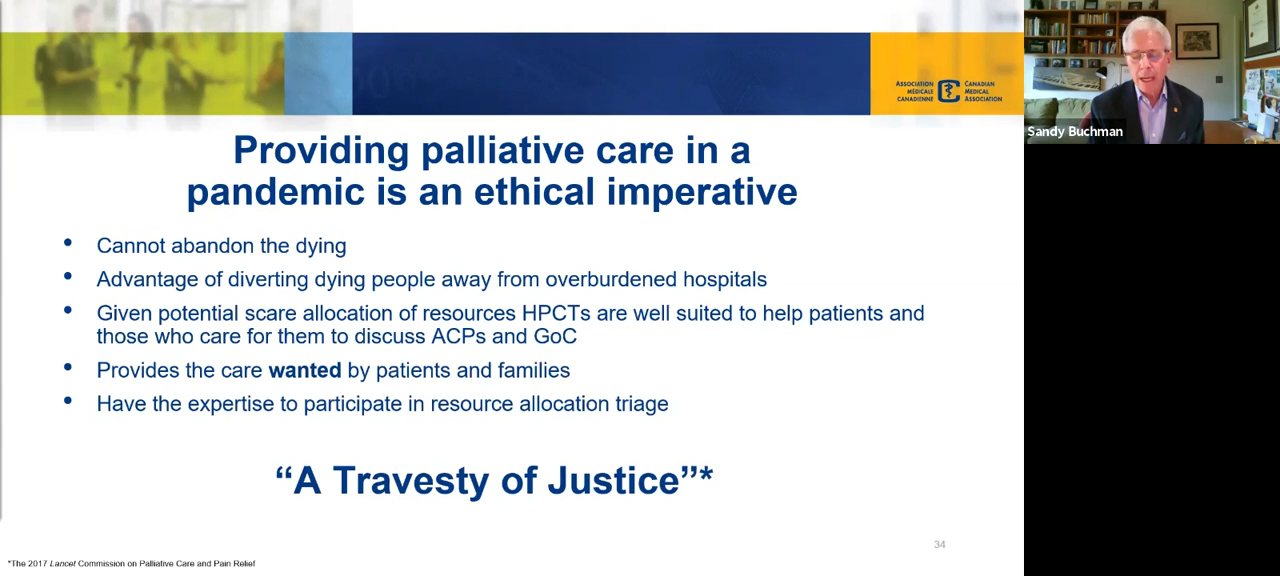 ASSOCIATION
MÉDICALE
CANADIENNE
CANADIAN
MEDICAL
ASSOCIATION
Sandy Buchman
Providing palliative care in a
pandemic is an ethical imperative
• Cannot abandon the dying
• Advantage of diverting dying people away from overburdened hospitals
• Given potential scare allocation of resources HPCTs are well suited to help patients and
those who care for them to discuss ACPs and GoC
• Provides the care wanted by patients and families
• Have the expertise to participate in resource allocation triage
“A Travesty of Justice”*
34
*The 2017 Lancet Commission on Palliative Care and Pain Relief